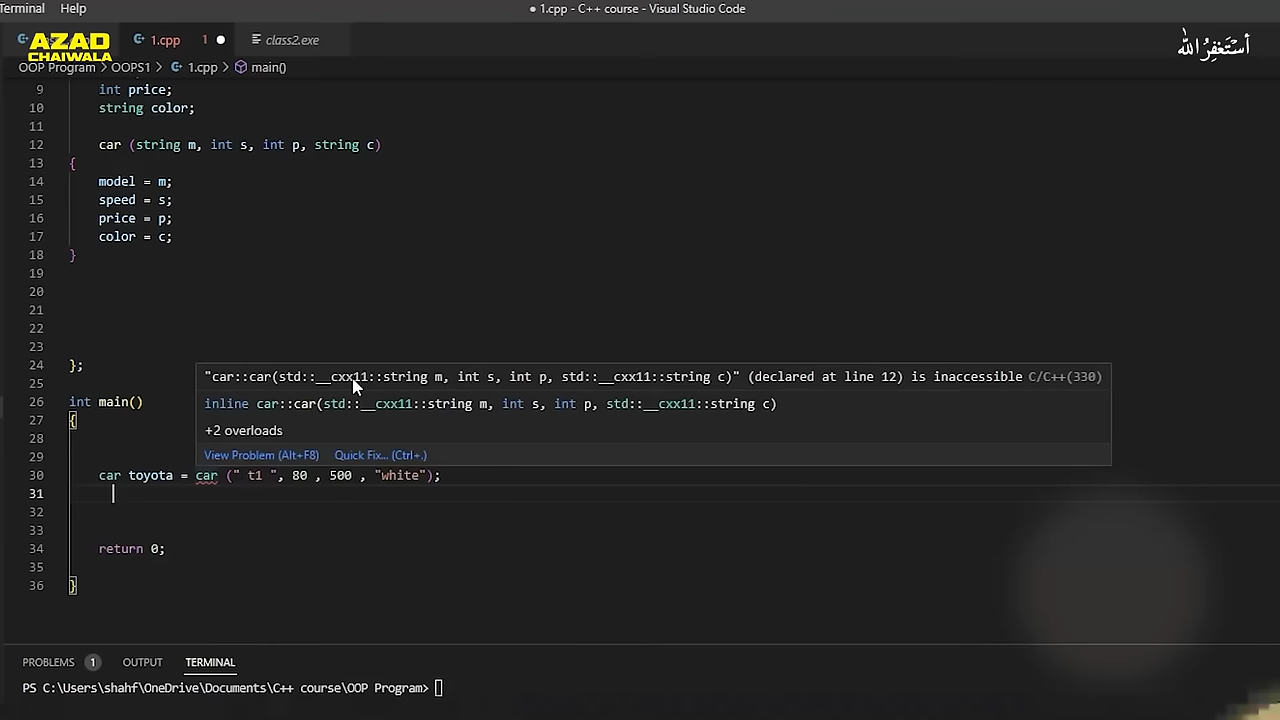 Terminal Help
● 1.cpp - C++ course - Visual Studio Code
AZAD
CHAIWALA
1.cpp 1 ●
class2.exe
أستغفر الله
OOP Program > OOPS1 > 1.cpp > main()
9 int price;
10 string color;
11
12 car (string m, int s, int p, string c)
13 {
14 model = m;
15 speed = s;
16 price = p;
17 color = c;
18 }
19
20
21
22
23
24 };
25
26 int main()
27 {
28
29
30 car toyota = car (" t1 ", 80 , 500 , "white");
31
32
33
34 return 0;
35
36 }
"car::car(std::__cxx11::string m, int s, int p, std::__cxx11::string c)" (declared at line 12) is inaccessible C/C++(330)
inline car::car(std::__cxx11::string m, int s, int p, std::__cxx11::string c)
+2 overloads
View Problem (Alt+F8) Quick Fix... (Ctrl+.)
PROBLEMS 1 OUTPUT TERMINAL
PS C:\Users\shahf\OneDrive\Documents\C++ course\OOP Program>